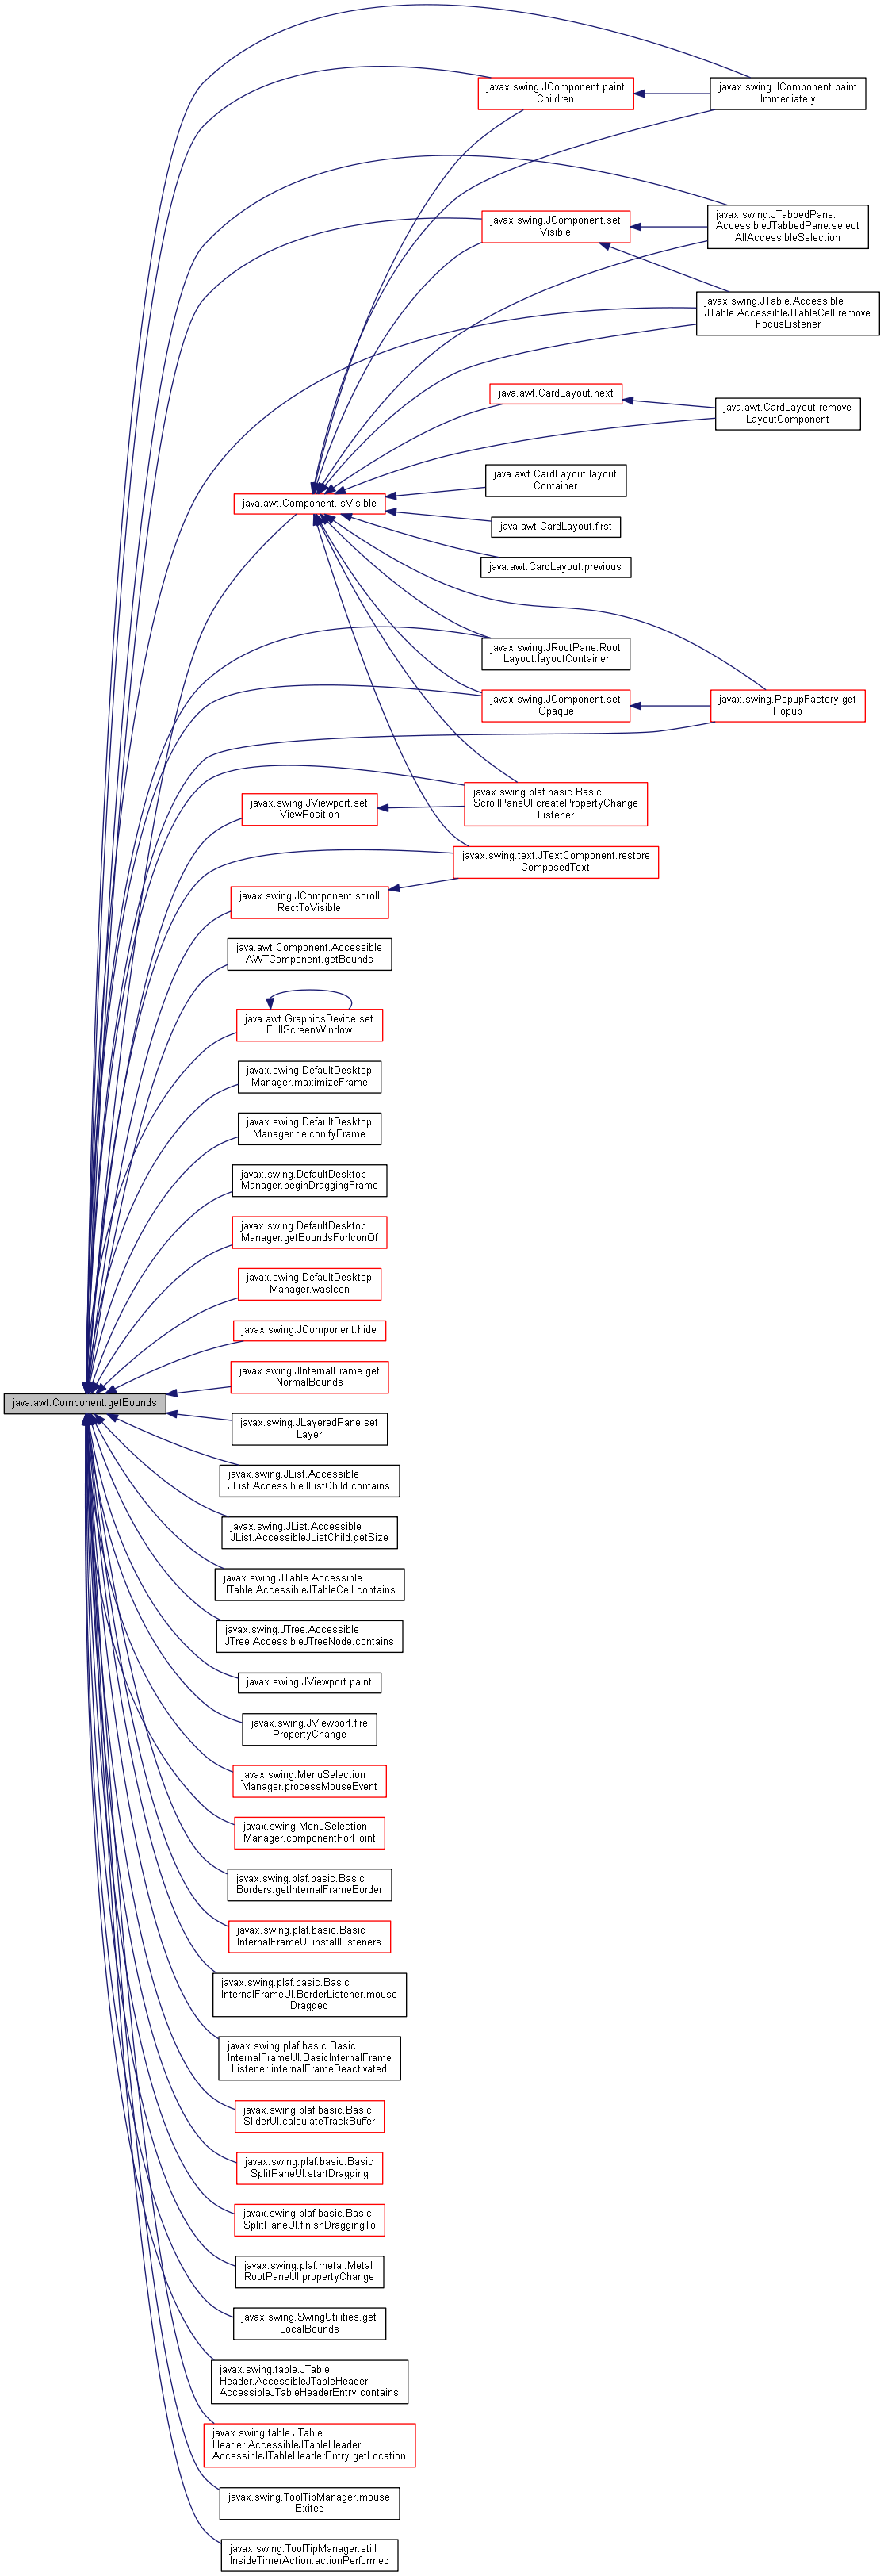 javax.swing.JComponent.paint
Children
javax.swing.JComponent.paint
Immediately
javax.swing.JTabbedPane.
AccessibleJTabbedPane.select
AllAccessibleSelection
javax.swing.JComponent.set
Visible
javax.swing.JTable.Accessible
JTable.AccessibleJTableCell.remove
FocusListener
java.awt.CardLayout.next
java.awt.CardLayout.remove
LayoutComponent
java.awt.CardLayout.layout
Container
java.awt.Component.isVisible
java.awt.CardLayout.first
java.awt.CardLayout.previous
javax.swing.JRootPane.Root
Layout.layoutContainer
javax.swing.JComponent.set
Opaque
javax.swing.PopupFactory.get
Popup
javax.swing.plaf.basic.Basic
ScrollPaneUI.createPropertyChange
Listener
javax.swing.JViewport.set
ViewPosition
javax.swing.text.JTextComponent.restore
ComposedText
javax.swing.JComponent.scroll
RectToVisible
java.awt.Component.Accessible
AWTComponent.getBounds
java.awt.GraphicsDevice.set
FullScreenWindow
javax.swing.DefaultDesktop
Manager.maximizeFrame
javax.swing.DefaultDesktop
Manager.deiconifyFrame
javax.swing.DefaultDesktop
Manager.beginDraggingFrame
javax.swing.DefaultDesktop
Manager.getBoundsForIconOf
javax.swing.DefaultDesktop
Manager.wasIcon
javax.swing.JComponent.hide
javax.swing.JInternalFrame.get
NormalBounds
java.awt.Component.getBounds
javax.swing.JLayeredPane.set
Layer
javax.swing.JList.Accessible
JList.AccessibleJListChild.contains
javax.swing.JList.Accessible
JList.AccessibleJListChild.getSize
javax.swing.JTable.Accessible
JTable.AccessibleJTableCell.contains
javax.swing.JTree.Accessible
JTree.AccessibleJTreeNode.contains
javax.swing.JViewport.paint
javax.swing.JViewport.fire
PropertyChange
javax.swing.MenuSelection
Manager.processMouseEvent
javax.swing.MenuSelection
Manager.componentForPoint
javax.swing.plaf.basic.Basic
Borders.getInternalFrameBorder
javax.swing.plaf.basic.Basic
InternalFrameUI.installListeners
javax.swing.plaf.basic.Basic
InternalFrameUI.BorderListener.mouse
Dragged
javax.swing.plaf.basic.Basic
InternalFrameUI.BasicInternalFrame
Listener.internalFrameDeactivated
javax.swing.plaf.basic.Basic
SliderUI.calculateTrackBuffer
javax.swing.plaf.basic.Basic
SplitPaneUI.startDragging
javax.swing.plaf.basic.Basic
SplitPaneUI.finishDraggingTo
javax.swing.plaf.metal.Metal
RootPaneUI.propertyChange
javax.swing.SwingUtilities.get
LocalBounds
javax.swing.table.JTable
Header.AccessibleJTableHeader.
AccessibleJTableHeaderEntry.contains
javax.swing.table.JTable
Header.AccessibleJTableHeader.
AccessibleJTableHeaderEntry.getLocation
javax.swing.ToolTipManager.mouse
Exited
javax.swing.ToolTipManager.still
InsideTimerAction.actionPerformed